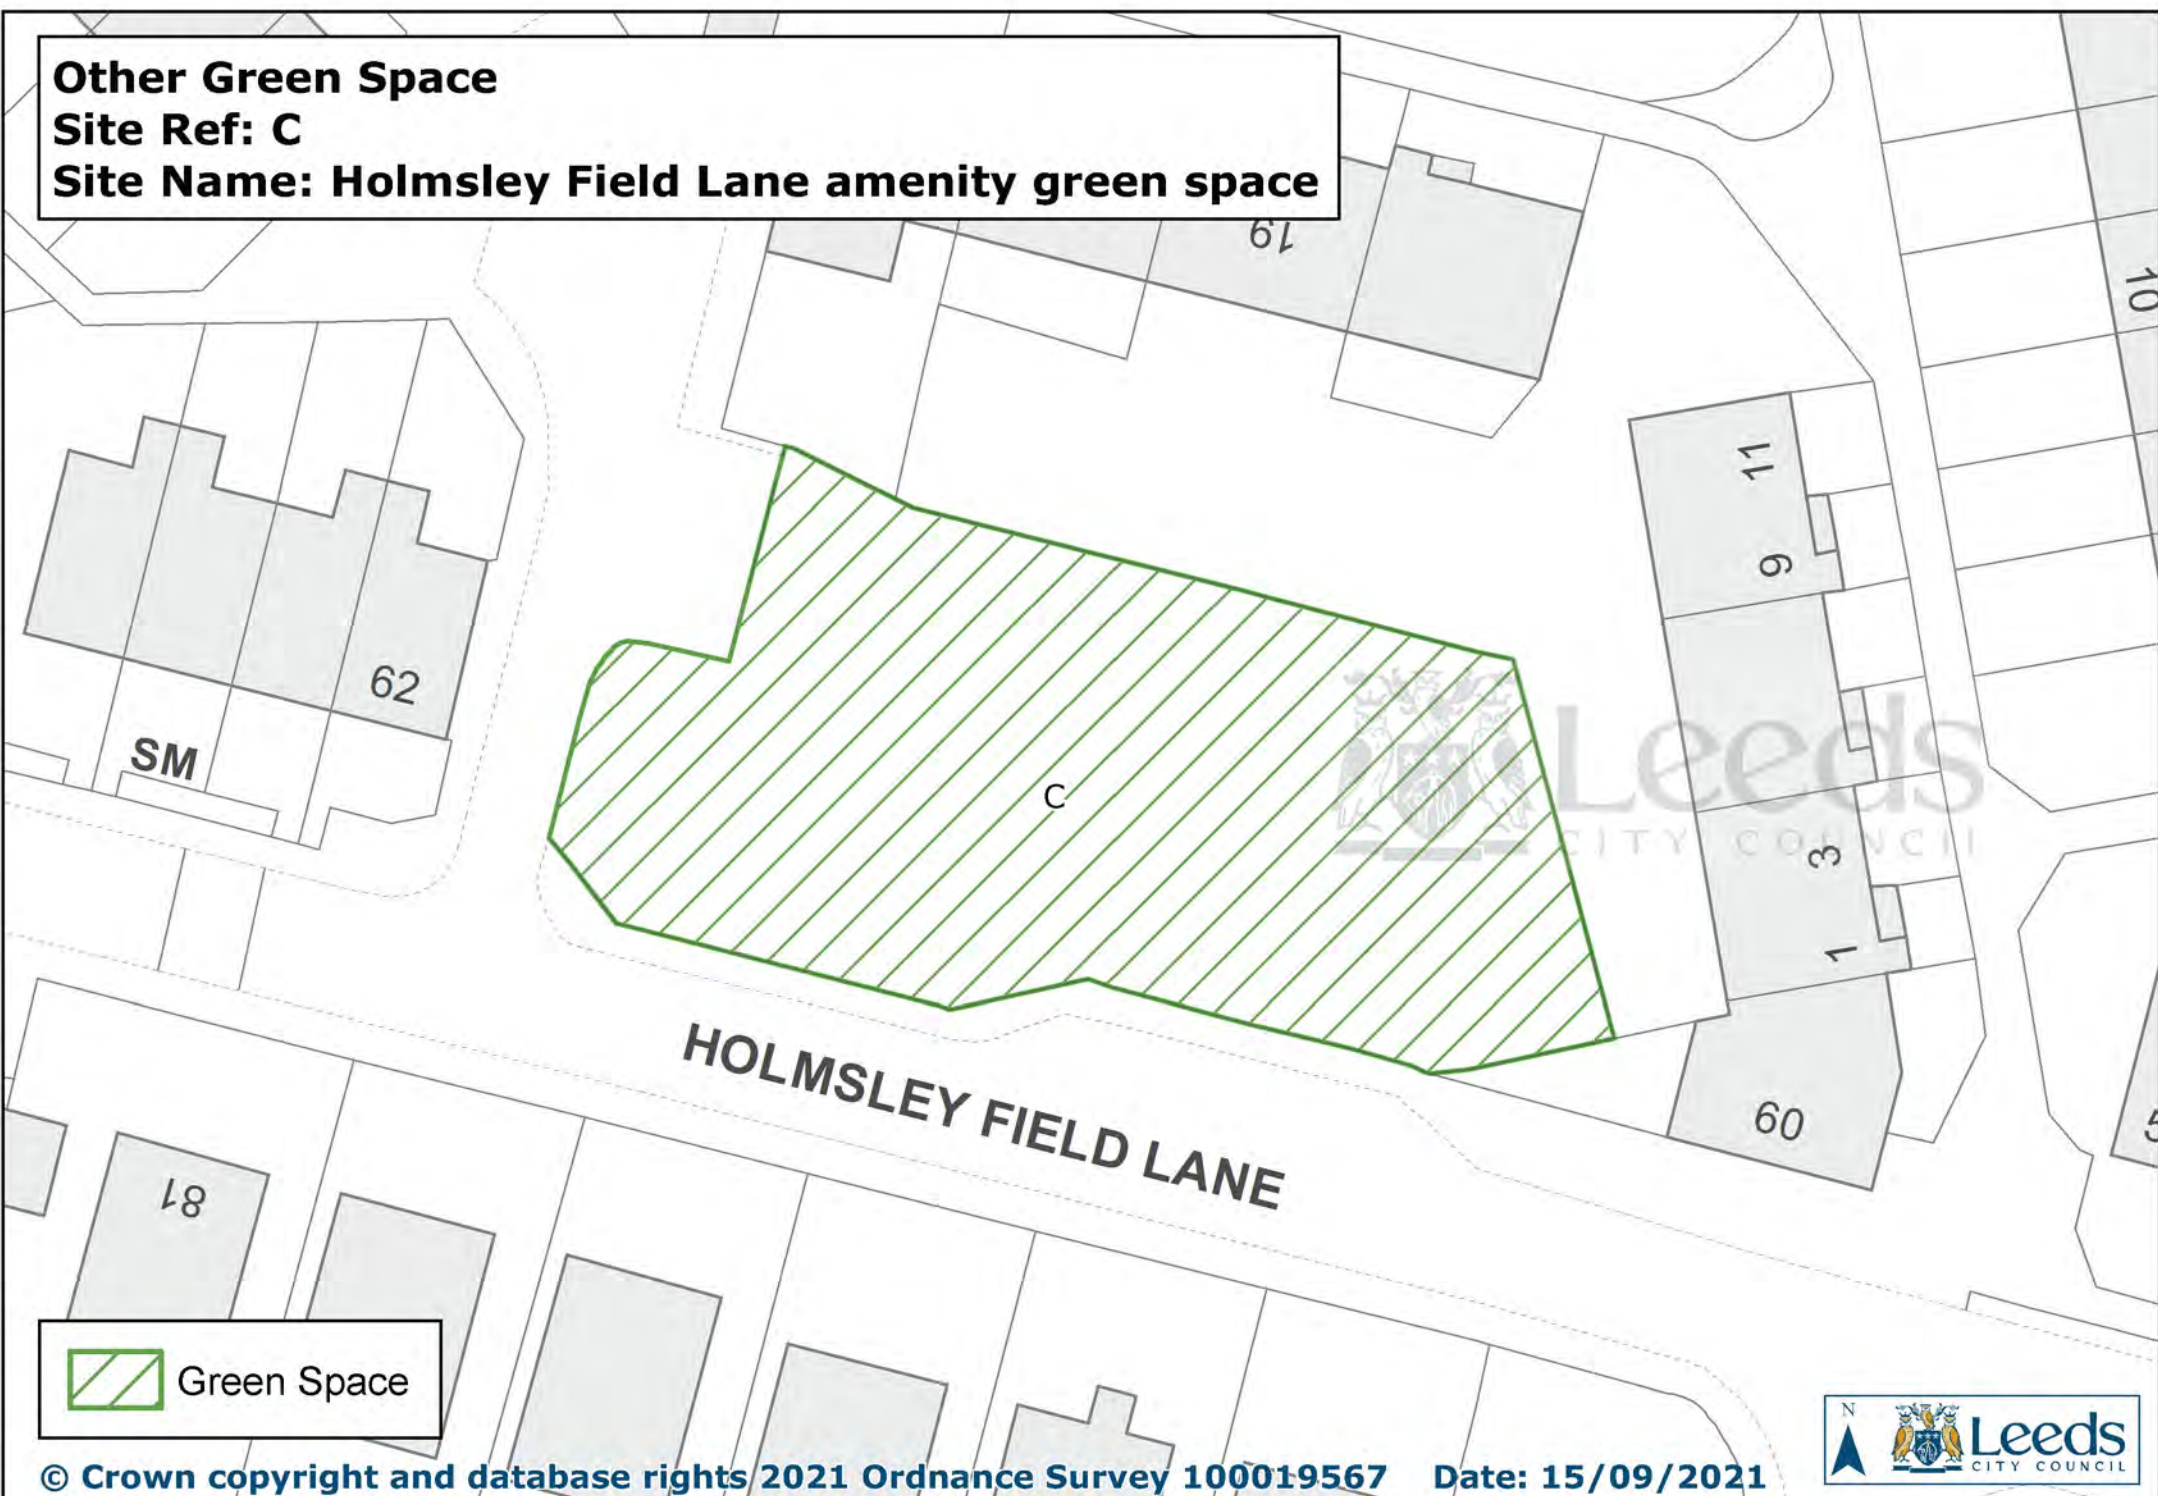 Other Green Space
Site Ref: C
Site Name: Holmsley Field Lane amenity green space
19
10
11
9
62
SM
C
Leeds
CITY COUNCIL
3
1
HOLMSLEY FIELD LANE
60
81
Green Space
N
Leeds
CITY COUNCIL
© Crown copyright and database rights 2021 Ordnance Survey 100019567 Date: 15/09/2021